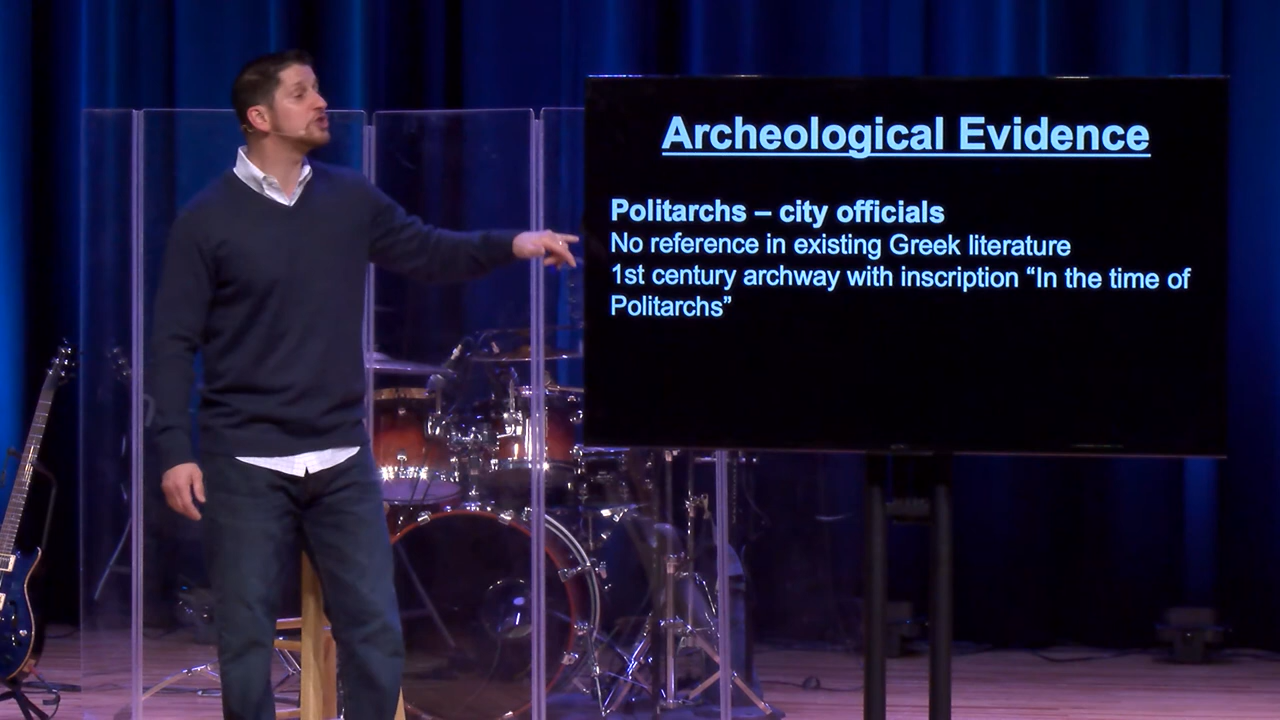 Archeological Evidence
Politarchs – city officials
No reference in existing Greek literature
1st century archway with inscription “In the time of
Politarchs”